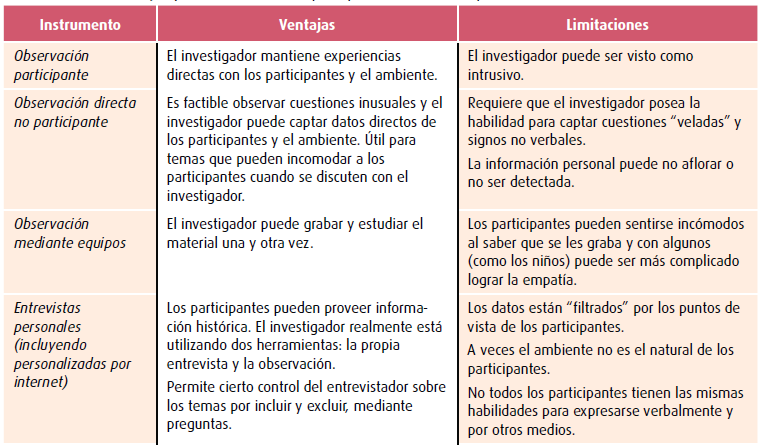 Instrumento Ventajas Limitaciones
Observación
participante
El investigador mantiene experiencias
directas con los participantes y el ambiente.
El investigador puede ser visto como
intrusivo.
Observación directa
no participante
Es factible observar cuestiones inusuales y el
investigador puede captar datos directos de
los participantes y el ambiente. Útil para
temas que pueden incomodar a los
participantes cuando se discuten con el
investigador.
Requiere que el investigador posea la
habilidad para captar cuestiones “veladas” y
signos no verbales.
La información personal puede no aflorar o
no ser detectada.
Observación
mediante equipos
El investigador puede grabar y estudiar el
material una y otra vez.
Los participantes pueden sentirse incómodos
al saber que se les graba y con algunos
(como los niños) puede ser más complicado
lograr la empatía.
Entrevistas
personales
(incluyendo
personalizadas por
internet)
Los participantes pueden proveer informa-
ción histórica. El investigador realmente está
utilizando dos herramientas: la propia
entrevista y la observación.
Permite cierto control del entrevistador sobre
los temas por incluir y excluir, mediante
preguntas.
Los datos están “filtrados” por los puntos de
vista de los participantes.
A veces el ambiente no es el natural de los
participantes.
No todos los participantes tienen las mismas
habilidades para expresarse verbalmente y
por otros medios.